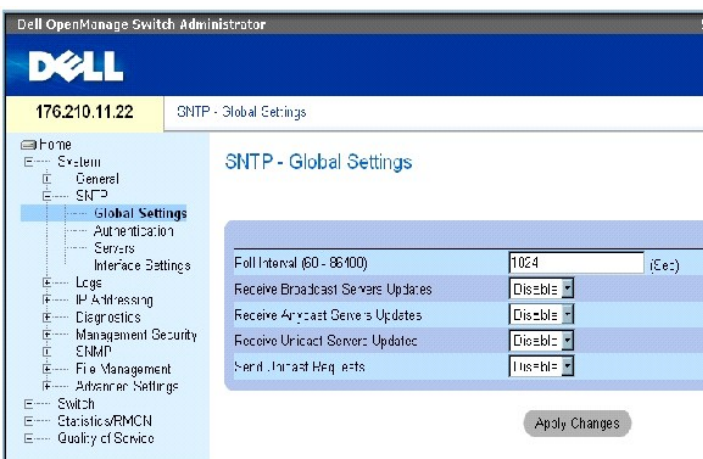 Dell OpenManage Switch Administrator
DELL
176.210.11.22
SNTP - Global Settings
Home
System
General
SNTP
Global Settings
Authentication
Servers
Interface Settings
Logs
IP Addressing
Diagnostics
Management Security
SNMP
File Management
Advanced Settings
Switch
Statistics/RMON
Quality of Service
SNTP - Global Settings
Poll Interval (60 - 86400) 1024 (Sec)
Receive Broadcast Servers Updates Disable
Receive Anycast Servers Updates Disable
Receive Unicast Servers Updates Disable
Send Unicast Requests Disable
Apply Changes